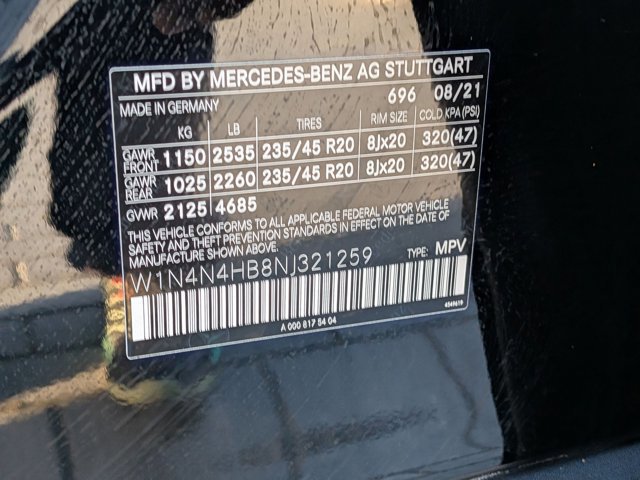 MFD BY MERCEDES-BENZ AG STUTTGART
MADE IN GERMANY 696 08/21
KG LB TIRES RIM SIZE COLD KPA (PSI)
GAWR FRONT 1150 2535 235/45 R20 8Jx20 320(47)
GAWR REAR 1025 2260 235/45 R20 8Jx20 320(47)
GVWR 2125 4685
THIS VEHICLE CONFORMS TO ALL APPLICABLE FEDERAL MOTOR VEHICLE
SAFETY AND THEFT PREVENTION STANDARDS IN EFFECT ON THE DATE OF
MANUFACTURE SHOWN ABOVE.
W1N4N4HB8NJ321259 TYPE: MPV
4549619
A 000 817 54 04